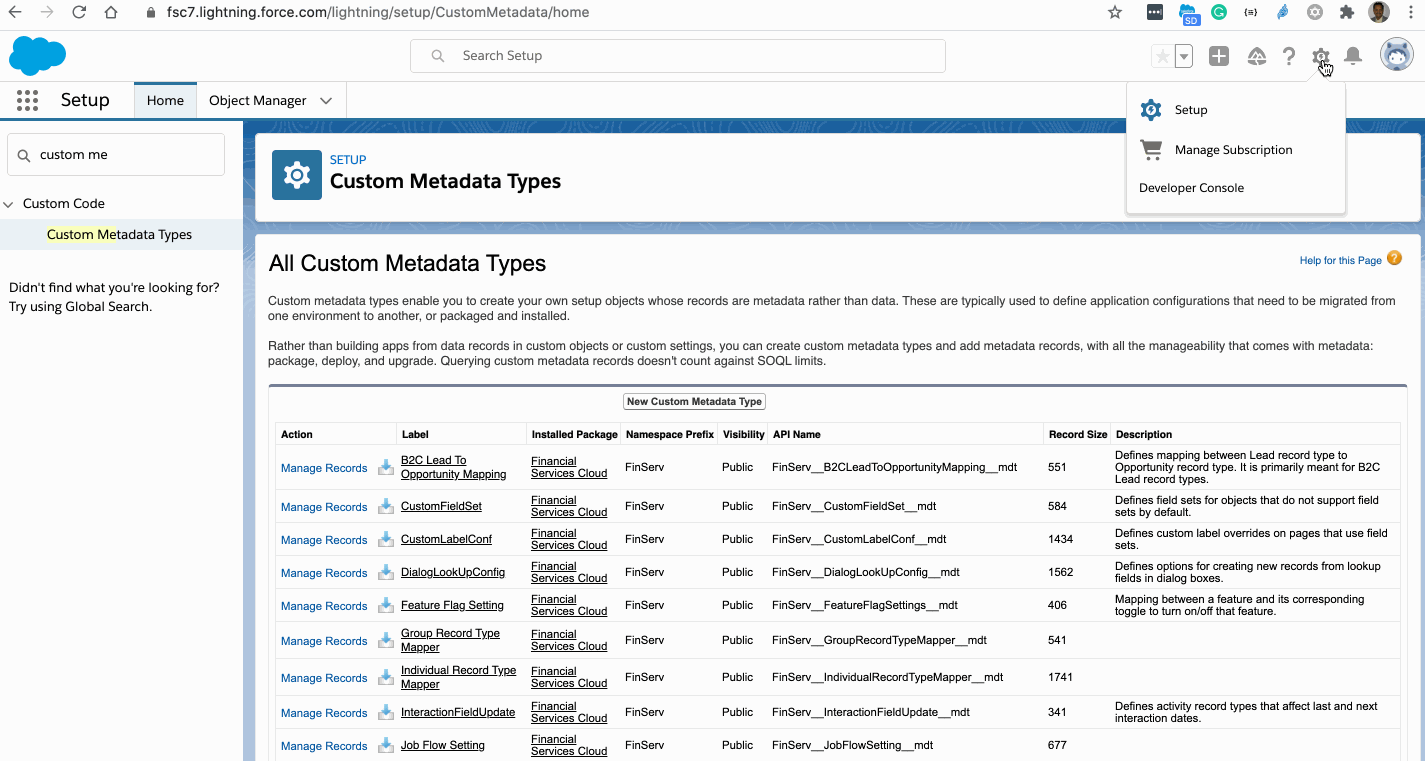 fsc7.lightning.force.com/lightning/setup/CustomMetadata/home
SD
Search Setup
Setup
Home
Object Manager
Setup
Manage Subscription
Developer Console
custom me
Custom Code
Custom Metadata Types
Didn't find what you're looking for?
Try using Global Search.
SETUP
Custom Metadata Types
All Custom Metadata Types
Help for this Page ?
Custom metadata types enable you to create your own setup objects whose records are metadata rather than data. These are typically used to define application configurations that need to be migrated from
one environment to another, or packaged and installed.
Rather than building apps from data records in custom objects or custom settings, you can create custom metadata types and add metadata records, with all the manageability that comes with metadata:
package, deploy, and upgrade. Querying custom metadata records doesn't count against SOQL limits.
New Custom Metadata Type
Action Label Installed Package Namespace Prefix Visibility API Name Record Size Description
Manage Records B2C Lead To Opportunity Mapping Financial Services Cloud FinServ Public FinServ__B2CLeadToOpportunityMapping__mdt 551 Defines mapping between Lead record type to Opportunity record type. It is primarily meant for B2C Lead record types.
Manage Records CustomFieldSet Financial Services Cloud FinServ Public FinServ__CustomFieldSet__mdt 584 Defines field sets for objects that do not support field sets by default.
Manage Records CustomLabelConf Financial Services Cloud FinServ Public FinServ__CustomLabelConf__mdt 1434 Defines custom label overrides on pages that use field sets.
Manage Records DialogLookUpConfig Financial Services Cloud FinServ Public FinServ__DialogLookUpConfig__mdt 1562 Defines options for creating new records from lookup fields in dialog boxes.
Manage Records Feature Flag Setting Financial Services Cloud FinServ Public FinServ__FeatureFlagSettings__mdt 406 Mapping between a feature and its corresponding toggle to turn on/off that feature.
Manage Records Group Record Type Mapper Financial Services Cloud FinServ Public FinServ__GroupRecordTypeMapper__mdt 541
Manage Records Individual Record Type Mapper Financial Services Cloud FinServ Public FinServ__IndividualRecordTypeMapper__mdt 1741
Manage Records InteractionFieldUpdate Financial Services Cloud FinServ Public FinServ__InteractionFieldUpdate__mdt 341 Defines activity record types that affect last and next interaction dates.
Manage Records Job Flow Setting Financial Services Cloud FinServ Public FinServ__JobFlowSetting__mdt 677